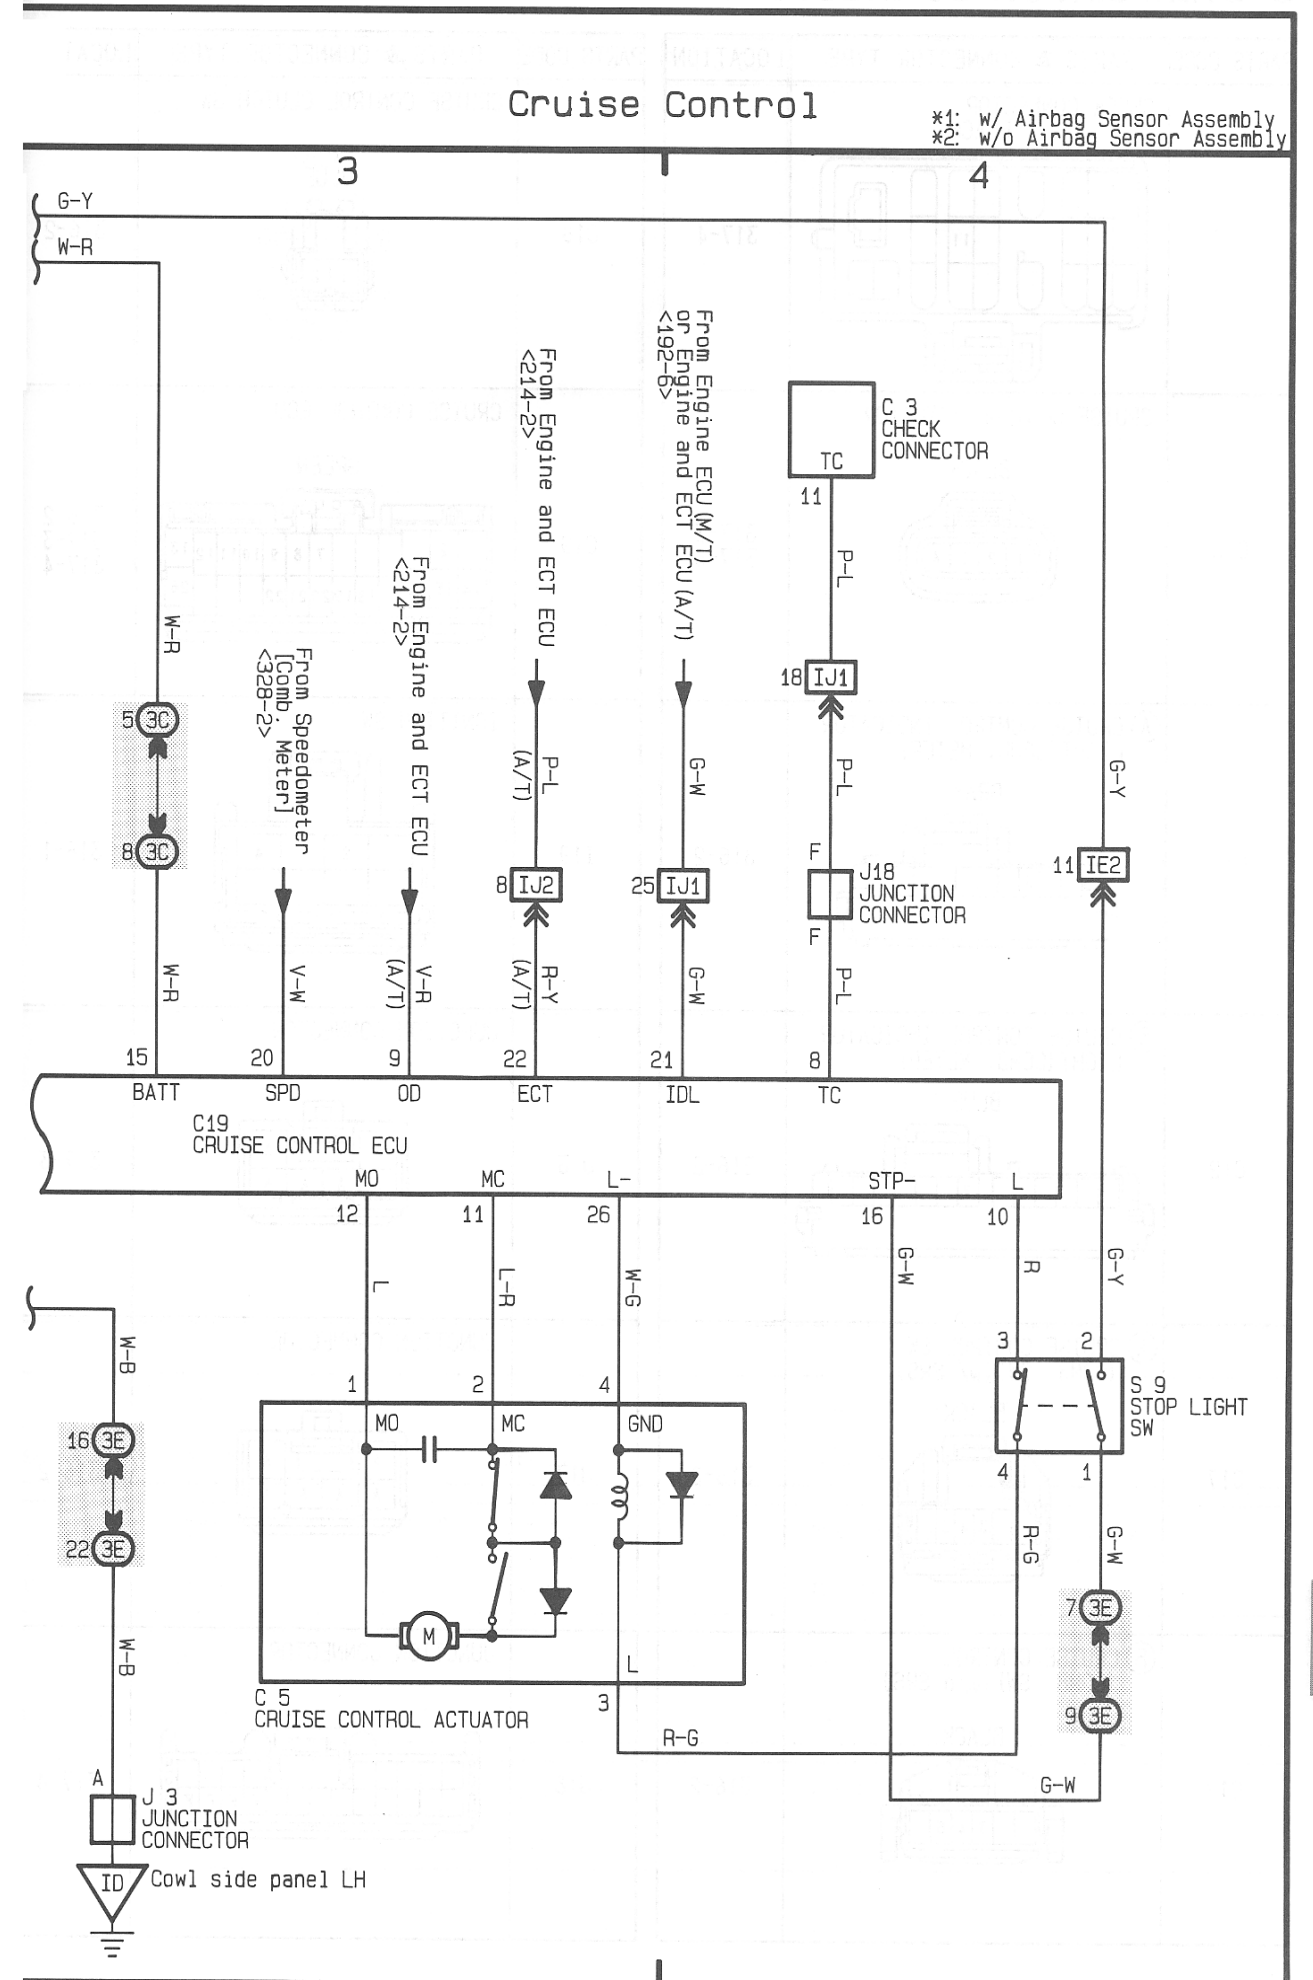 Cruise Control
*1: w/ Airbag Sensor Assembly
*2: w/o Airbag Sensor Assembly
3
4
G-Y
W-R
From Engine ECU (M/T)
or Engine and ECT ECU (A/T)
<192-6>
From Engine and ECT ECU
<214-2>
C 3
CHECK
CONNECTOR
TC
11
P-L
From Engine and ECT ECU
<214-2>
W-R
From Speedometer
[Comb. Meter]
<328-2>
18 IJ1
5 3C
P-L
(A/T)
G-W
P-L
G-Y
8 3C
8 IJ2
25 IJ1
F
J18
JUNCTION
CONNECTOR
F
11 IE2
W-R
V-W
V-R
(A/T)
R-Y
(A/T)
G-W
P-L
15
20
9
22
21
8
BATT
SPD
OD
ECT
IDL
TC
C19
CRUISE CONTROL ECU
MO
MC
L-
STP-
L
12
11
26
16
10
L
L-R
W-G
G-W
R
G-Y
W-B
3
2
1
2
4
S 9
STOP LIGHT
SW
MO
MC
GND
16 3E
4
1
22 3E
R-G
G-W
7 3E
M
W-B
L
9 3E
C 5
CRUISE CONTROL ACTUATOR
3
R-G
G-W
A
J 3
JUNCTION
CONNECTOR
ID
Cowl side panel LH